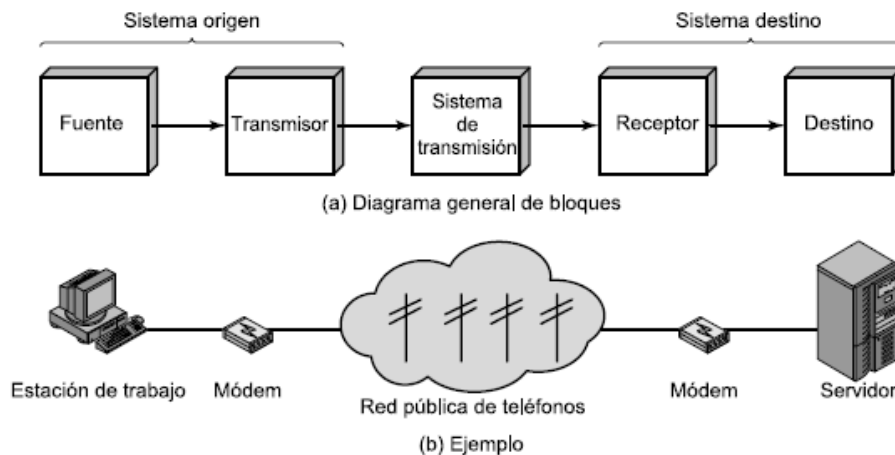 Sistema origen
Sistema destino
Fuente
Transmisor
Sistema
de
transmisión
Receptor
Destino
(a) Diagrama general de bloques
Estación de trabajo
Módem
Red pública de teléfonos
Módem
Servidor
(b) Ejemplo